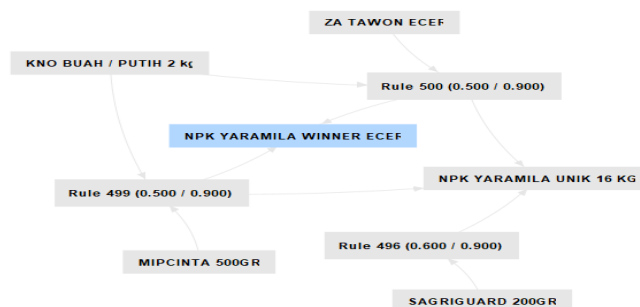 ZA TAWON ECEF
KNO BUAH / PUTIH 2 kg
Rule 500 (0.500 / 0.900)
NPK YARAMILA WINNER ECEF
NPK YARAMILA UNIK 16 KG
Rule 499 (0.500 / 0.900)
Rule 496 (0.600 / 0.900)
MIPCINTA 500GR
SAGRIGUARD 200GR